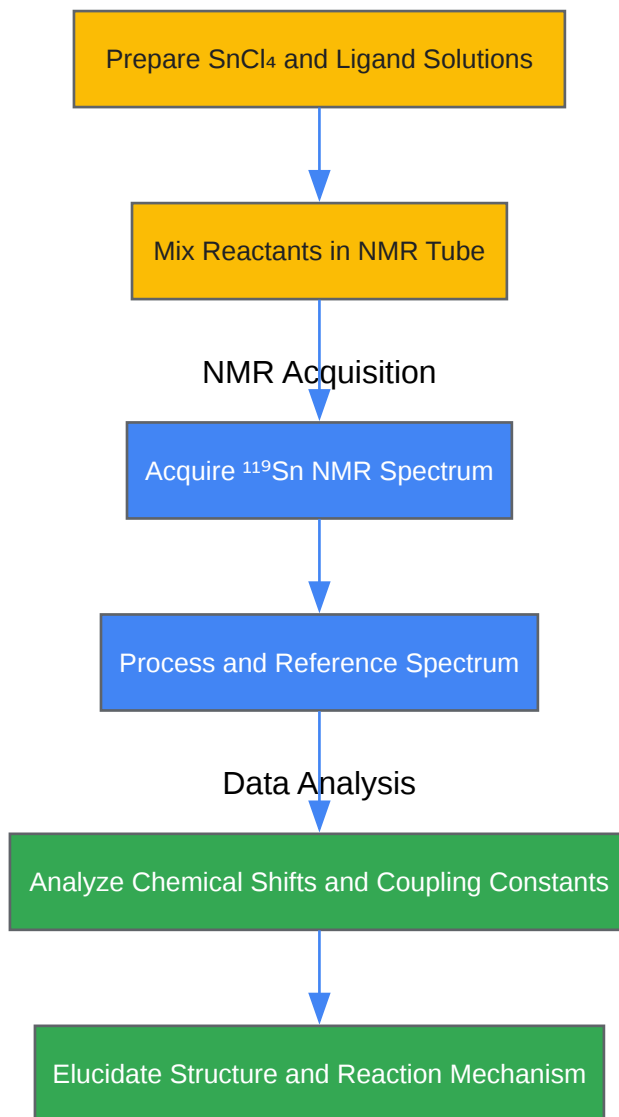 Prepare SnCl₄ and Ligand Solutions
Mix Reactants in NMR Tube
NMR Acquisition
Acquire ¹¹⁹Sn NMR Spectrum
Process and Reference Spectrum
Data Analysis
Analyze Chemical Shifts and Coupling Constants
Elucidate Structure and Reaction Mechanism